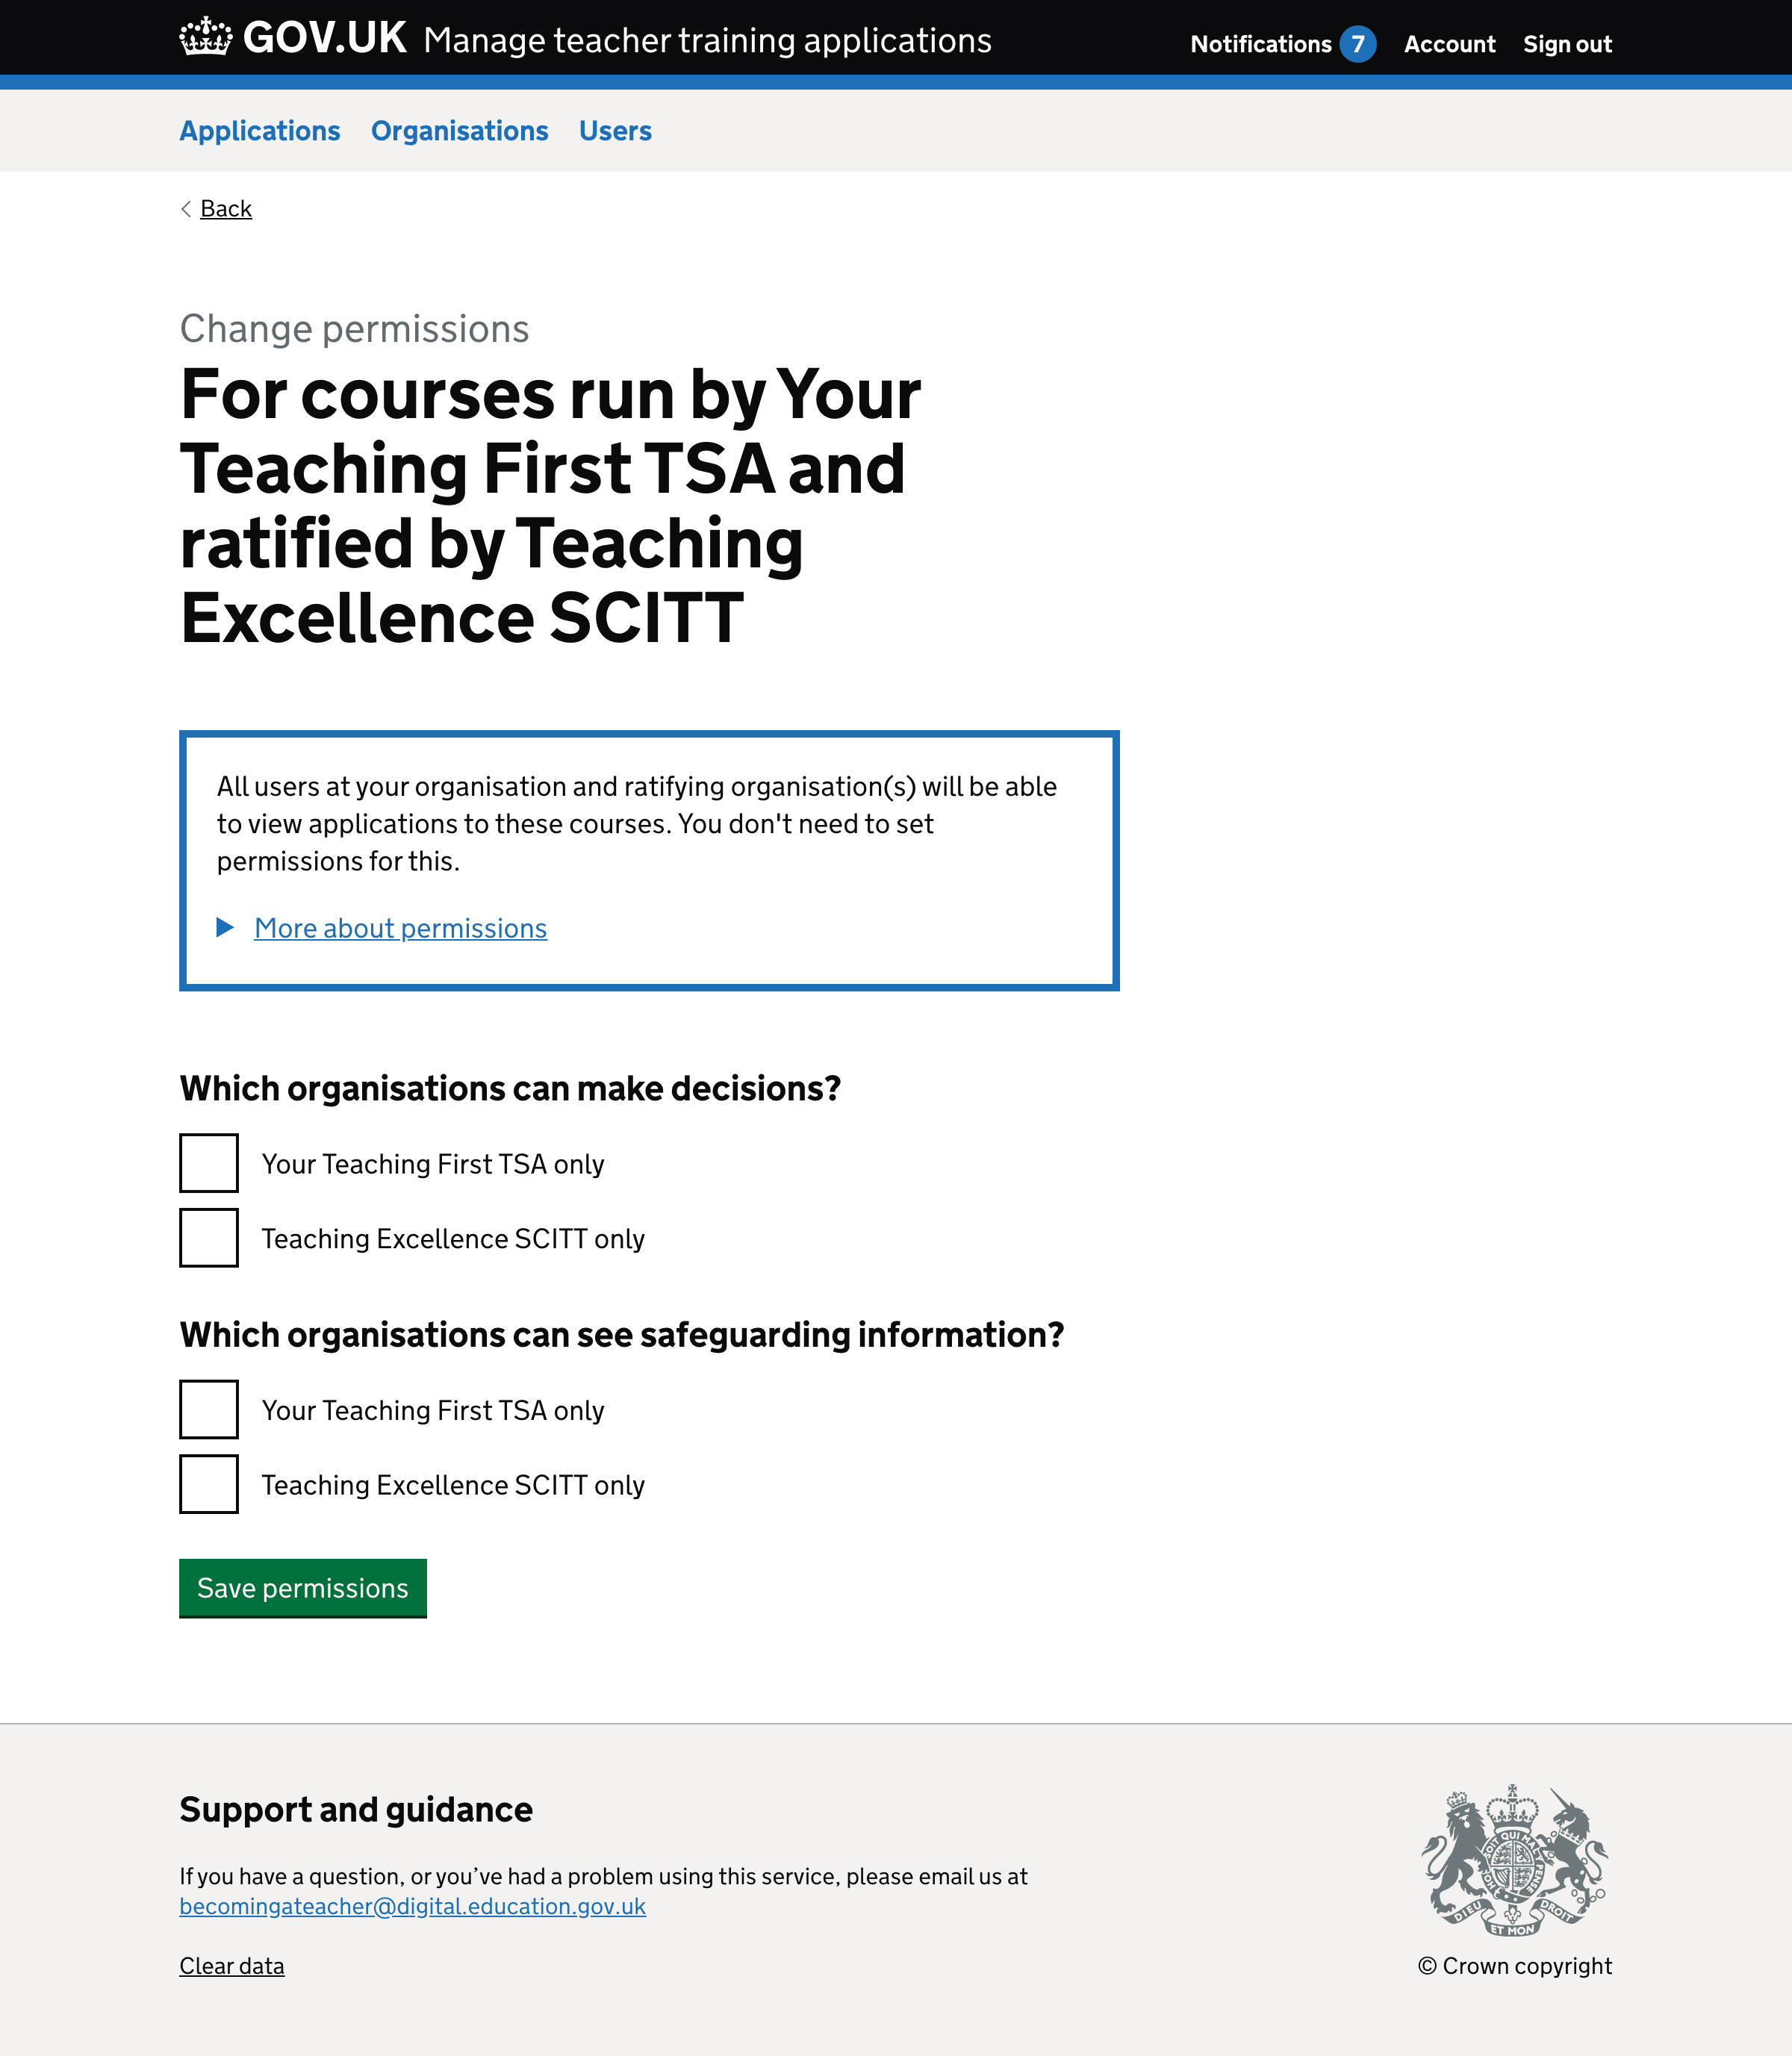 GOV.UK Manage teacher training applications
Notifications 7 Account Sign out
Applications Organisations Users
Back
Change permissions
For courses run by Your
Teaching First TSA and
ratified by Teaching
Excellence SCITT
All users at your organisation and ratifying organisation(s) will be able
to view applications to these courses. You don't need to set
permissions for this.
More about permissions
Which organisations can make decisions?
Your Teaching First TSA only
Teaching Excellence SCITT only
Which organisations can see safeguarding information?
Your Teaching First TSA only
Teaching Excellence SCITT only
Save permissions
Support and guidance
If you have a question, or you’ve had a problem using this service, please email us at
becomingateacher@digital.education.gov.uk
Clear data
DIEU ET MON DROIT
© Crown copyright